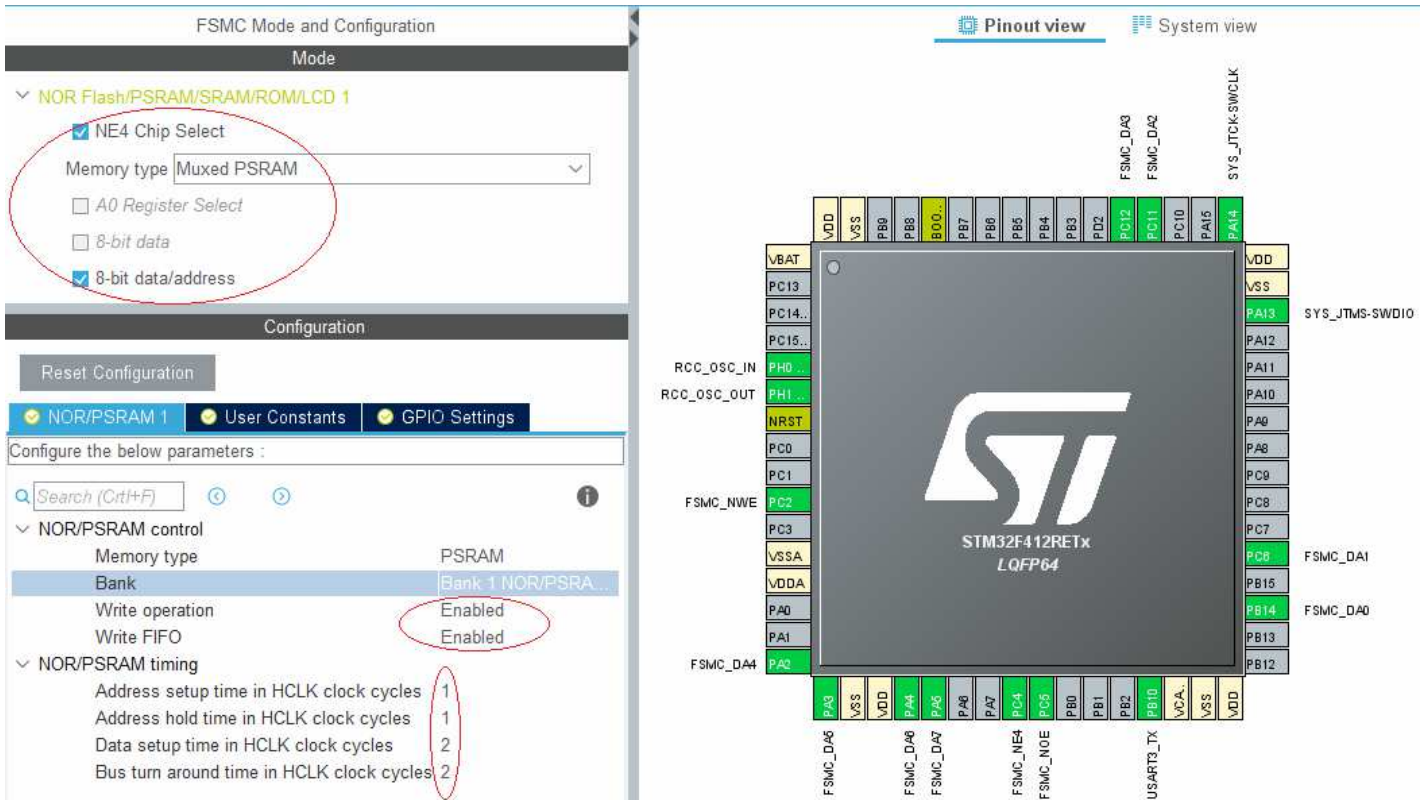 FSMC Mode and Configuration
Mode
NOR Flash/PSRAM/SRAM/ROM/LCD 1
NE4 Chip Select
Memory type Muxed PSRAM
A0 Register Select
8-bit data
8-bit data/address
Configuration
Reset Configuration
NOR/PSRAM 1 User Constants GPIO Settings
Configure the below parameters :
Search (Crtl+F)
NOR/PSRAM control
Memory type PSRAM
Bank Bank 1 NOR/PSRA...
Write operation Enabled
Write FIFO Enabled
NOR/PSRAM timing
Address setup time in HCLK clock cycles 1
Address hold time in HCLK clock cycles 1
Data setup time in HCLK clock cycles 2
Bus turn around time in HCLK clock cycles 2
Pinout view System view
FSMC_DA3
FSMC_DA2
SYS_JTCK-SWCLK
VDD
VSS
PB9
PB8
BOO..
PB7
PB6
PB5
PB4
PB3
PD2
PC12
PC11
PC10
PA15
PA14
VBAT
PC13
PC14..
PC15..
RCC_OSC_IN PH0 ..
RCC_OSC_OUT PH1 ..
NRST
PC0
PC1
FSMC_NWE PC2
PC3
VSSA
VDDA
PA0
PA1
FSMC_DA4 PA2
ST
STM32F412RETx
LQFP64
VDD
VSS
PA13 SYS_JTMS-SWDIO
PA12
PA11
PA10
PA9
PA8
PC9
PC8
PC7
PC6 FSMC_DA1
PB15
PB14 FSMC_DA0
PB13
PB12
PA3
VSS
VDD
PA4
PA5
PA6
PA7
PC4
PC5
PB0
PB1
PB2
PB10
VCA..
VSS
VDD
FSMC_DA5
FSMC_DA6
FSMC_DA7
FSMC_NE4
FSMC_NOE
USART3_TX